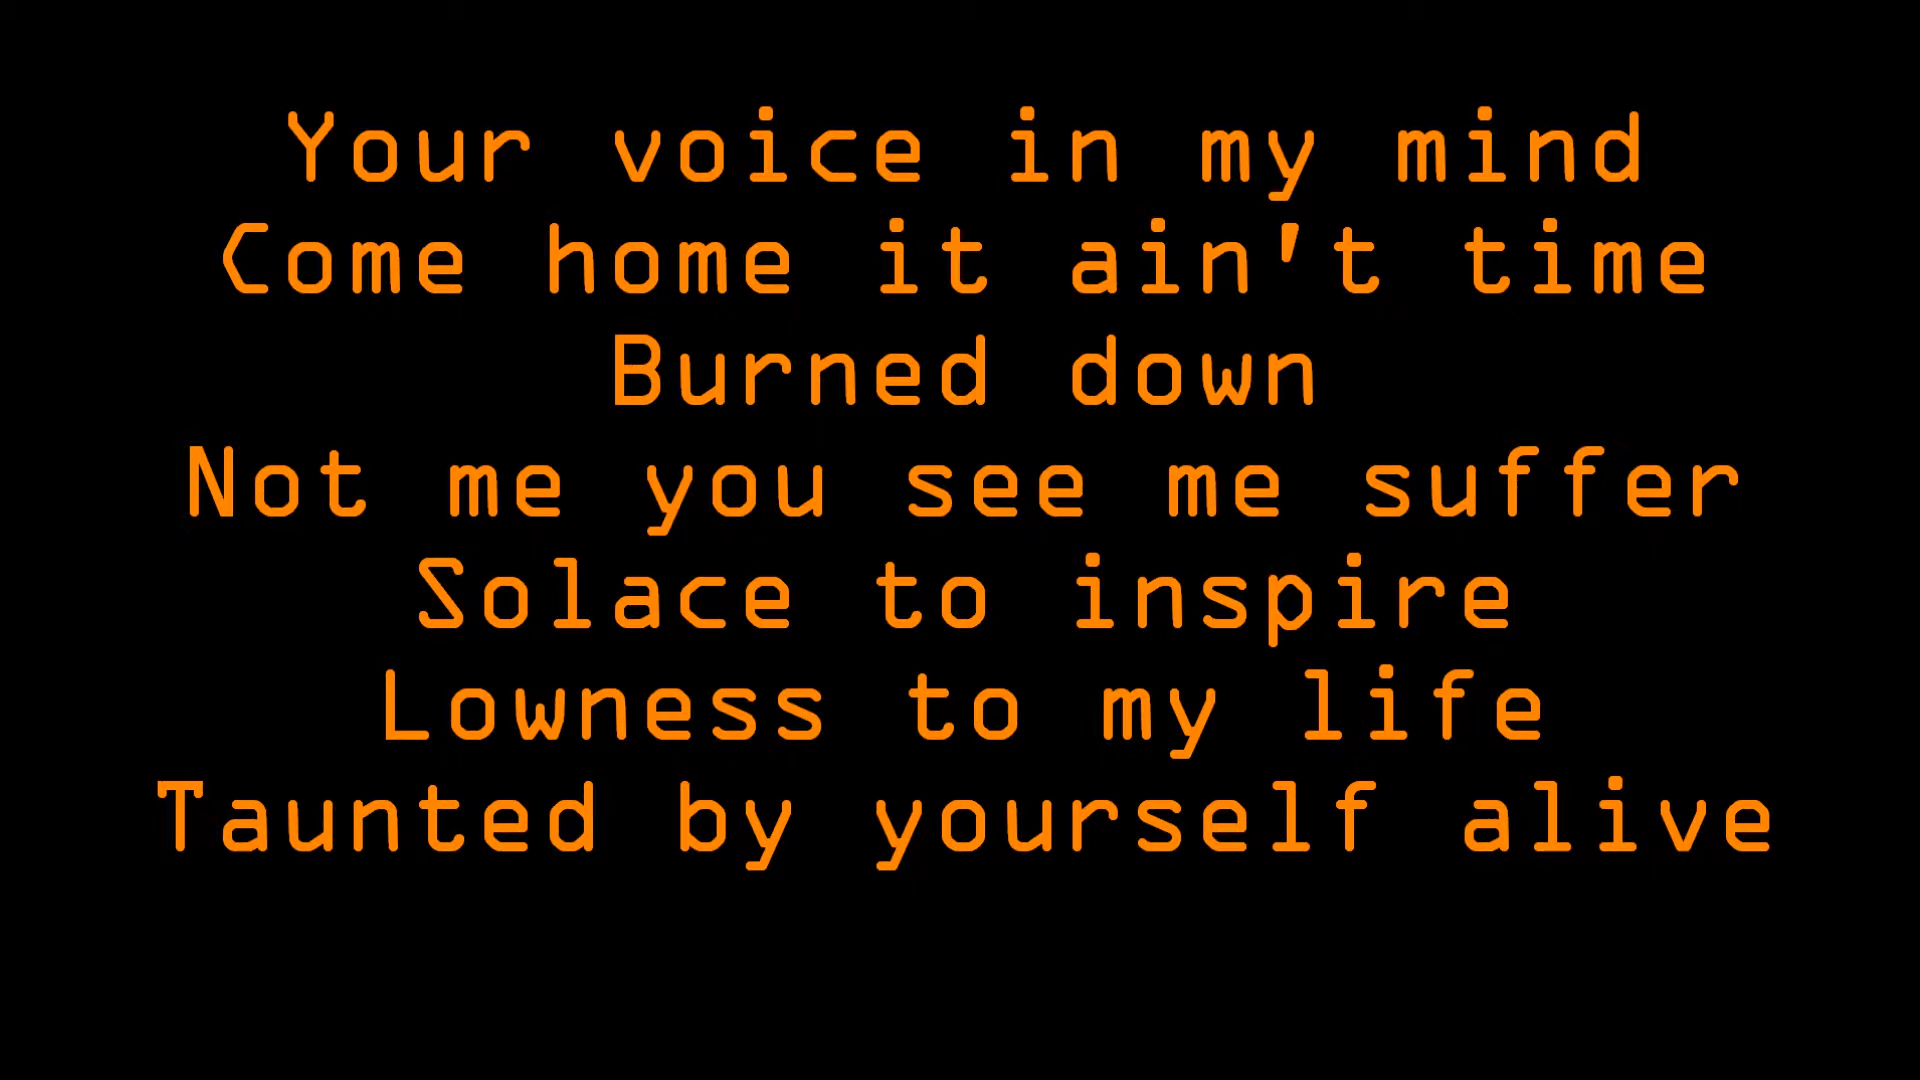 Your voice in my mind
Come home it ain't time
Burned down
Not me you see me suffer
Solace to inspire
Lowness to my life
Taunted by yourself alive